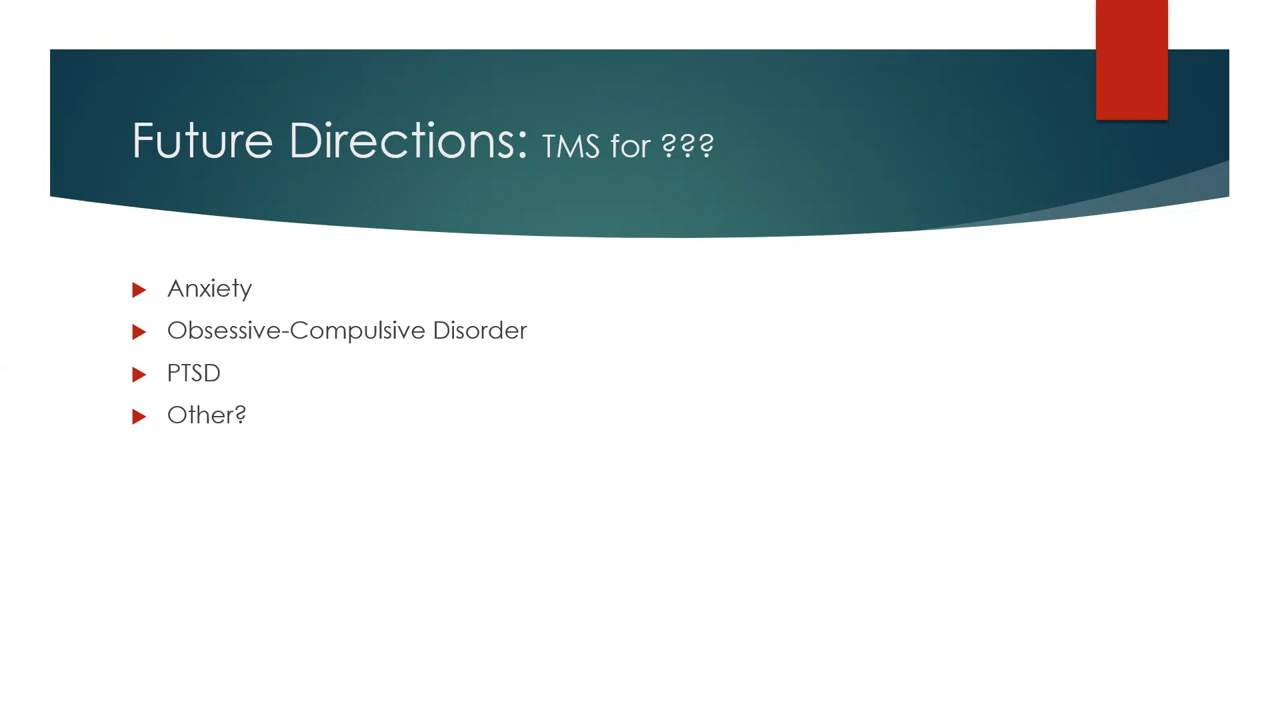 Future Directions: TMS for ???
Anxiety
Obsessive-Compulsive Disorder
PTSD
Other?